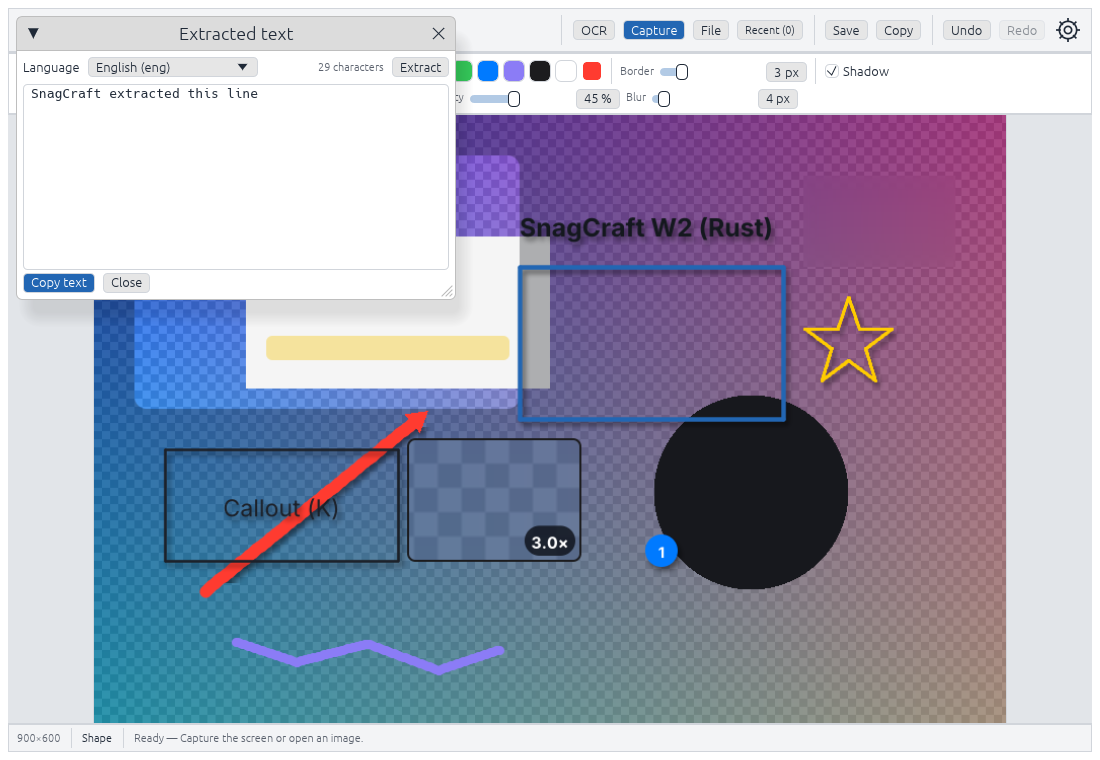 Extracted text
OCR Capture File Recent (0) Save Copy Undo Redo
Language English (eng) 29 characters Extract
Border 3 px Shadow
45 % Blur 4 px
SnagCraft extracted this line
Copy text Close
SnagCraft W2 (Rust)
Callout (K)
3.0×
1
900×600 Shape Ready — Capture the screen or open an image.